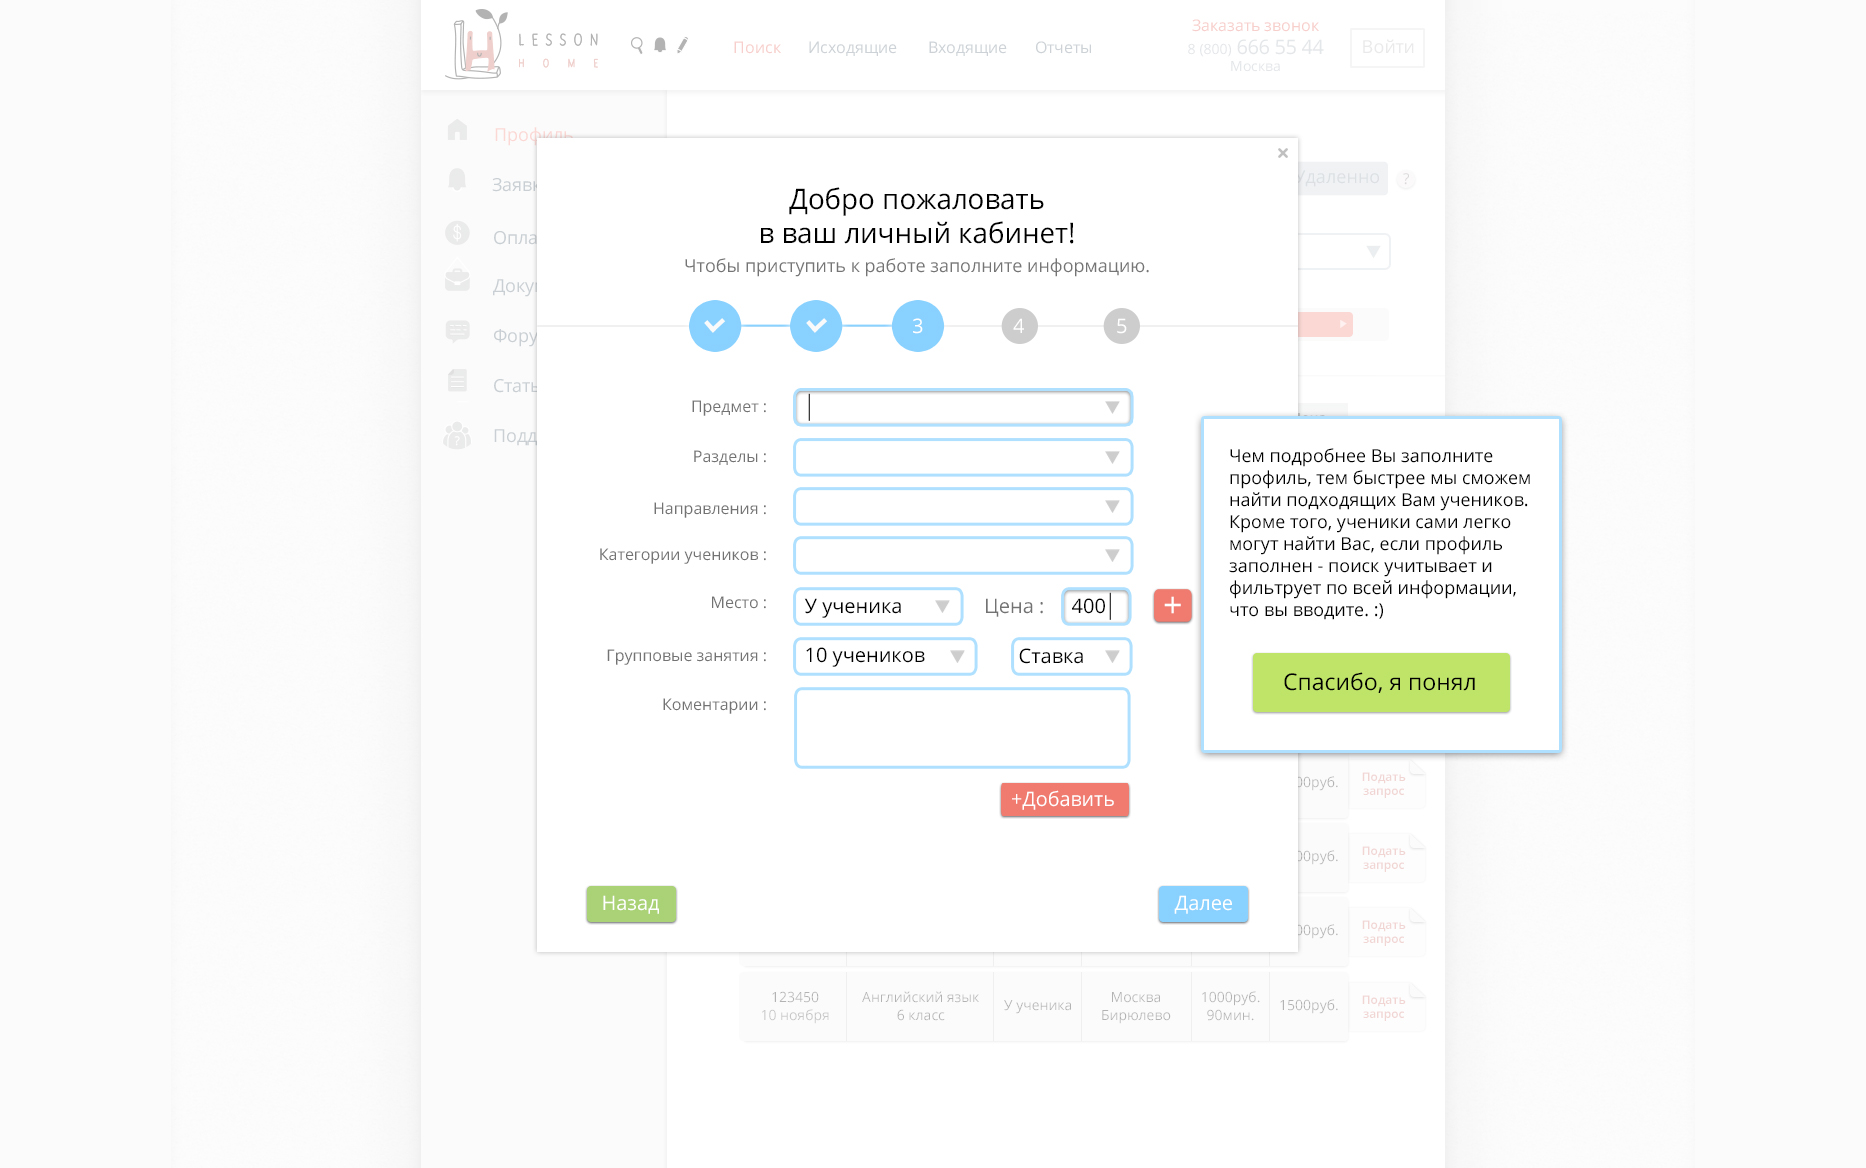 LESSON
HOME
Поиск
Исходящие
Входящие
Отчеты
Заказать звонок
8 (800) 666 55 44
Москва
Войти
Профиль
Заявк
Опла
Доку
Фору
Стать
Подд
Удаленно
?
×
Добро пожаловать
в ваш личный кабинет!
Чтобы приступить к работе заполните информацию.
3
4
5
Предмет :
Разделы :
Направления :
Категории учеников :
Место :
У ученика
Цена :
400
+
Групповые занятия :
10 учеников
Ставка
Коментарии :
+Добавить
Назад
Далее
Чем подробнее Вы заполните
профиль, тем быстрее мы сможем
найти подходящих Вам учеников.
Кроме того, ученики сами легко
могут найти Вас, если профиль
заполнен - поиск учитывает и
фильтрует по всей информации,
что вы вводите. :)
Спасибо, я понял
00руб.
Подать
запрос
00руб.
Подать
запрос
00руб.
Подать
запрос
123450
10 ноября
Английский язык
6 класс
У ученика
Москва
Бирюлево
1000руб.
90мин.
1500руб.
Подать
запрос